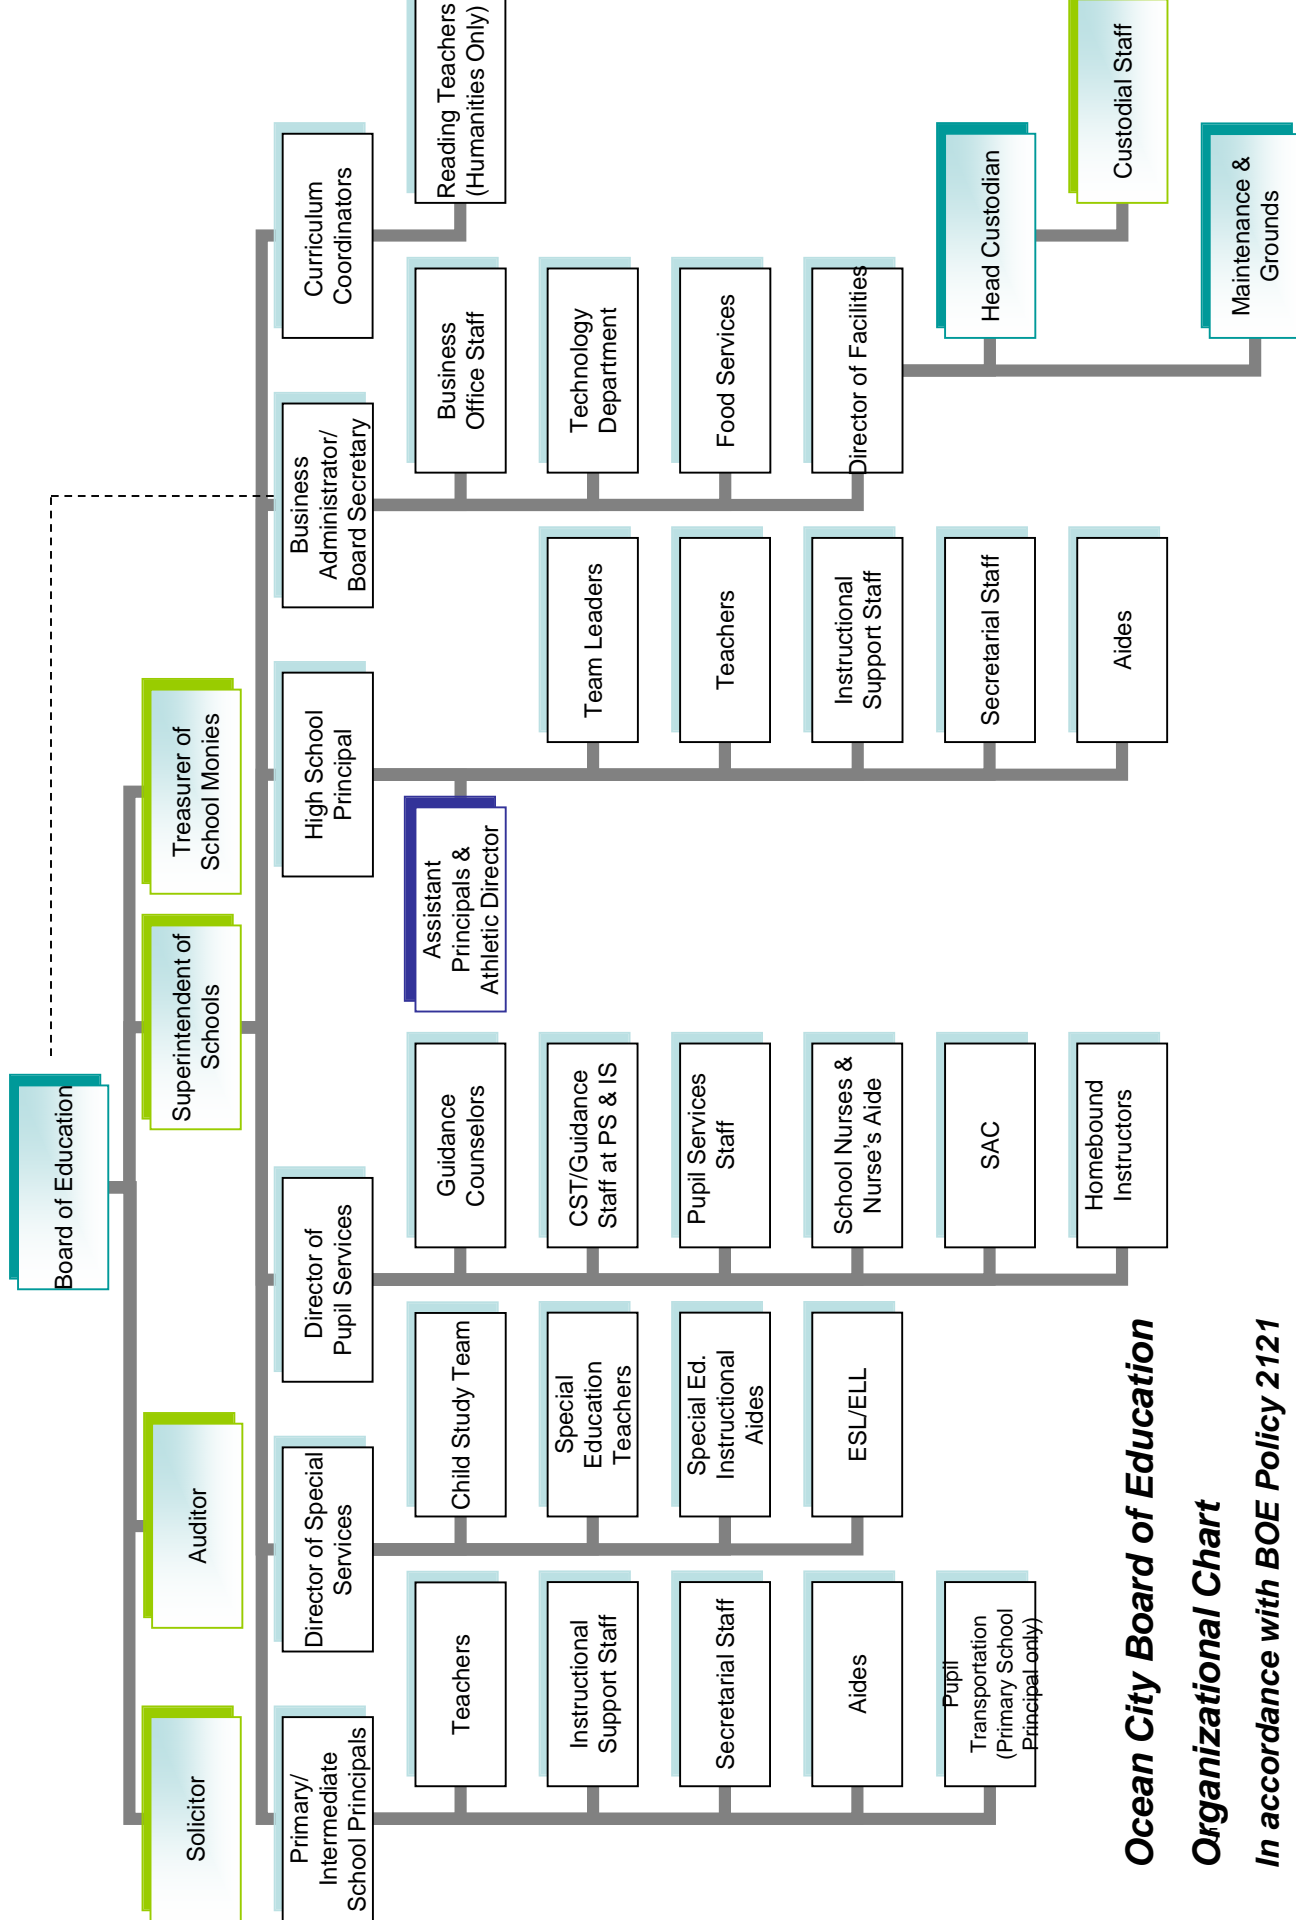 Board of Education
Solicitor
Auditor
Superintendent of
Schools
Treasurer of
School Monies
Primary/
Intermediate
School Principals
Director of Special
Services
Director of
Pupil Services
High School
Principal
Business
Administrator/
Board Secretary
Curriculum
Coordinators
Teachers
Instructional
Support Staff
Secretarial Staff
Aides
Pupil
Transportation
(Primary School
Principal only)
Child Study Team
Special
Education
Teachers
Special Ed.
Instructional
Aides
ESL/ELL
Guidance
Counselors
CST/Guidance
Staff at PS & IS
Pupil Services
Staff
School Nurses &
Nurse's Aide
SAC
Homebound
Instructors
Assistant
Principals &
Athletic Director
Team Leaders
Teachers
Instructional
Support Staff
Secretarial Staff
Aides
Business
Office Staff
Technology
Department
Food Services
Director of Facilities
Head Custodian
Custodial Staff
Maintenance &
Grounds
Reading Teachers
(Humanities Only)
Ocean City Board of Education
Organizational Chart
In accordance with BOE Policy 2121